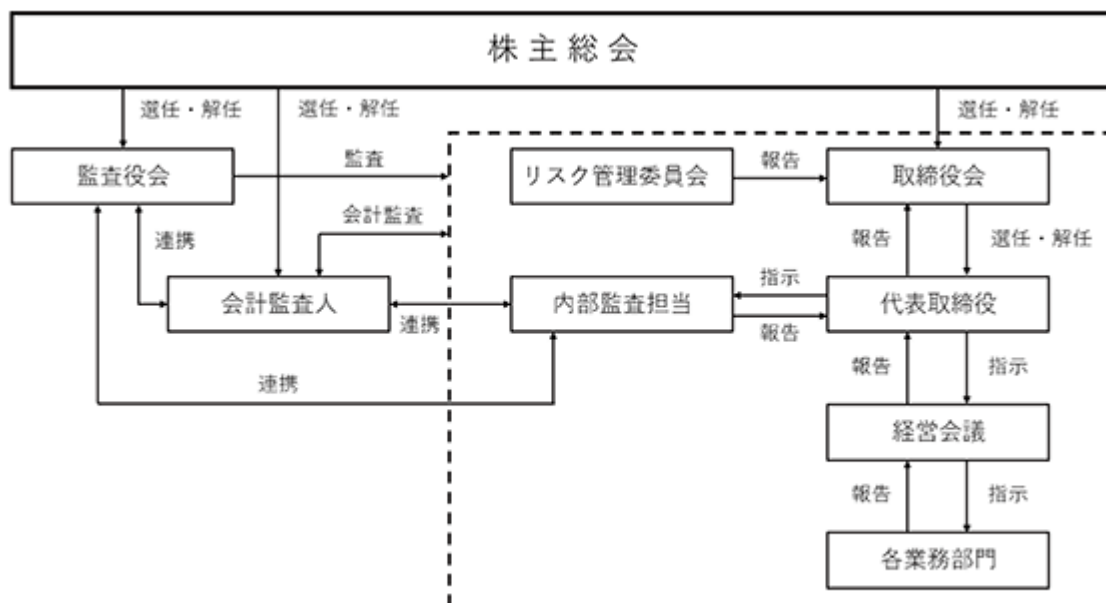 株主総会
選任・解任
選任・解任
選任・解任
監査役会
監査
リスク管理委員会
報告
取締役会
会計監査
連携
報告
選任・解任
会計監査人
連携
内部監査担当
指示
報告
代表取締役
連携
報告
指示
経営会議
報告
指示
各業務部門